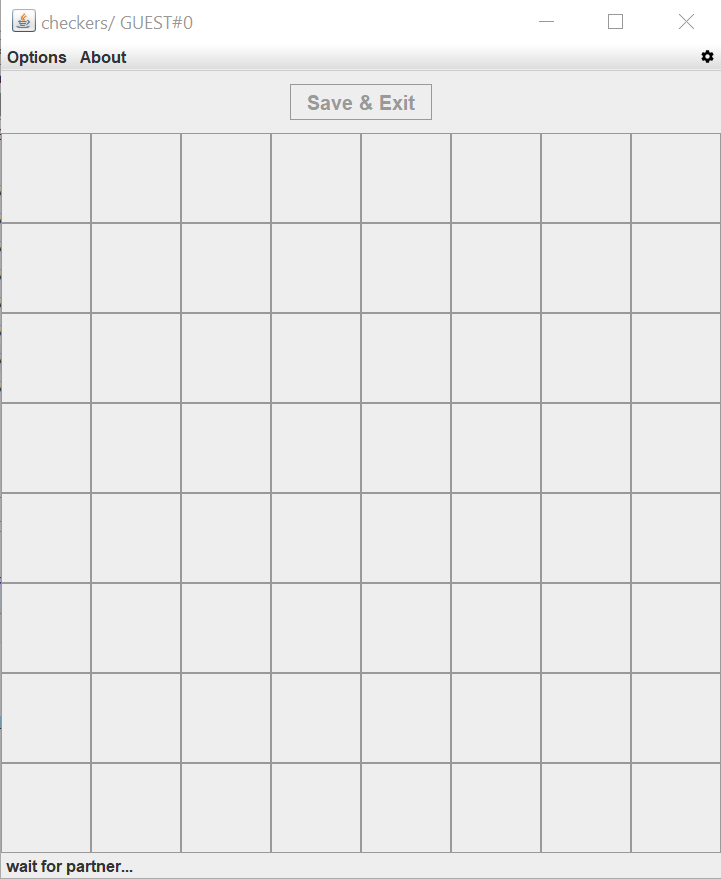 checkers/ GUEST#0
Options About
Save & Exit
wait for partner...